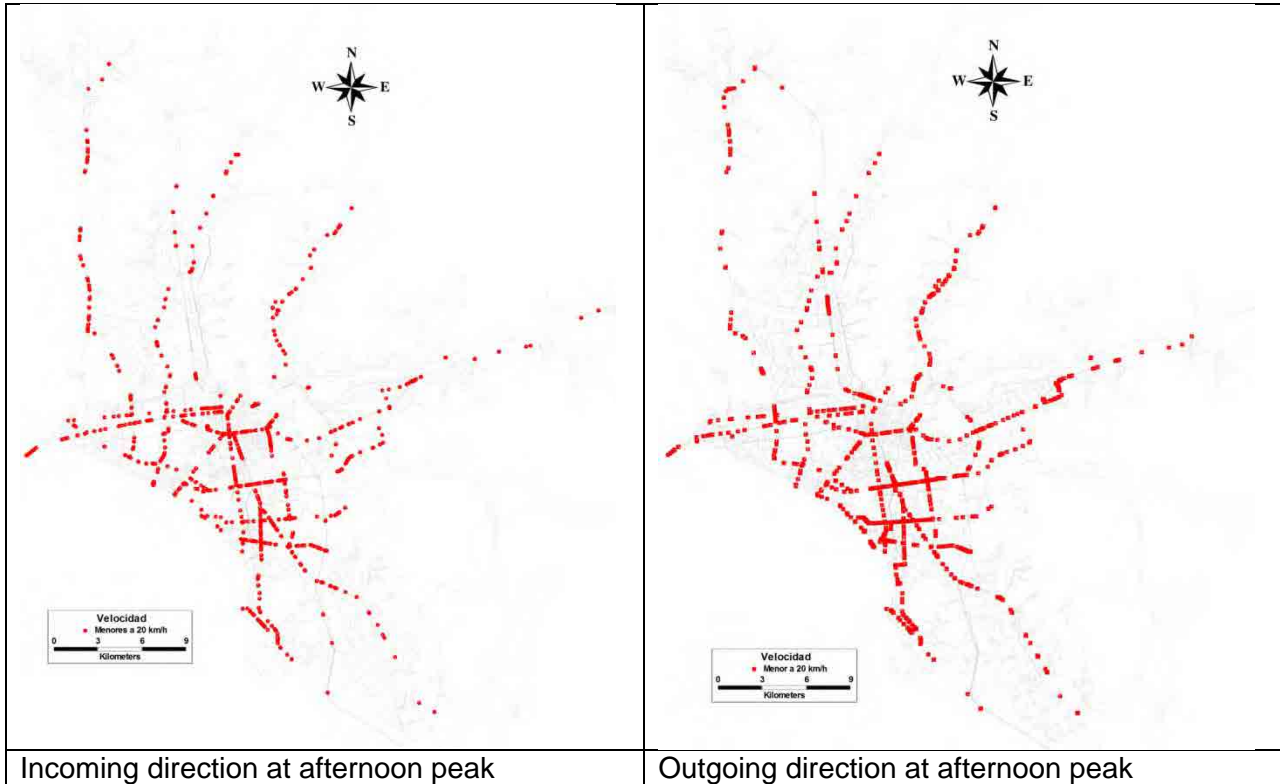 N
W E
S
Velocidad
Menores a 20 km/h
0 3 6 9
Kilometers
Incoming direction at afternoon peak
N
W E
S
Velocidad
Menor a 20 km/h
0 3 6 9
Kilometers
Outgoing direction at afternoon peak